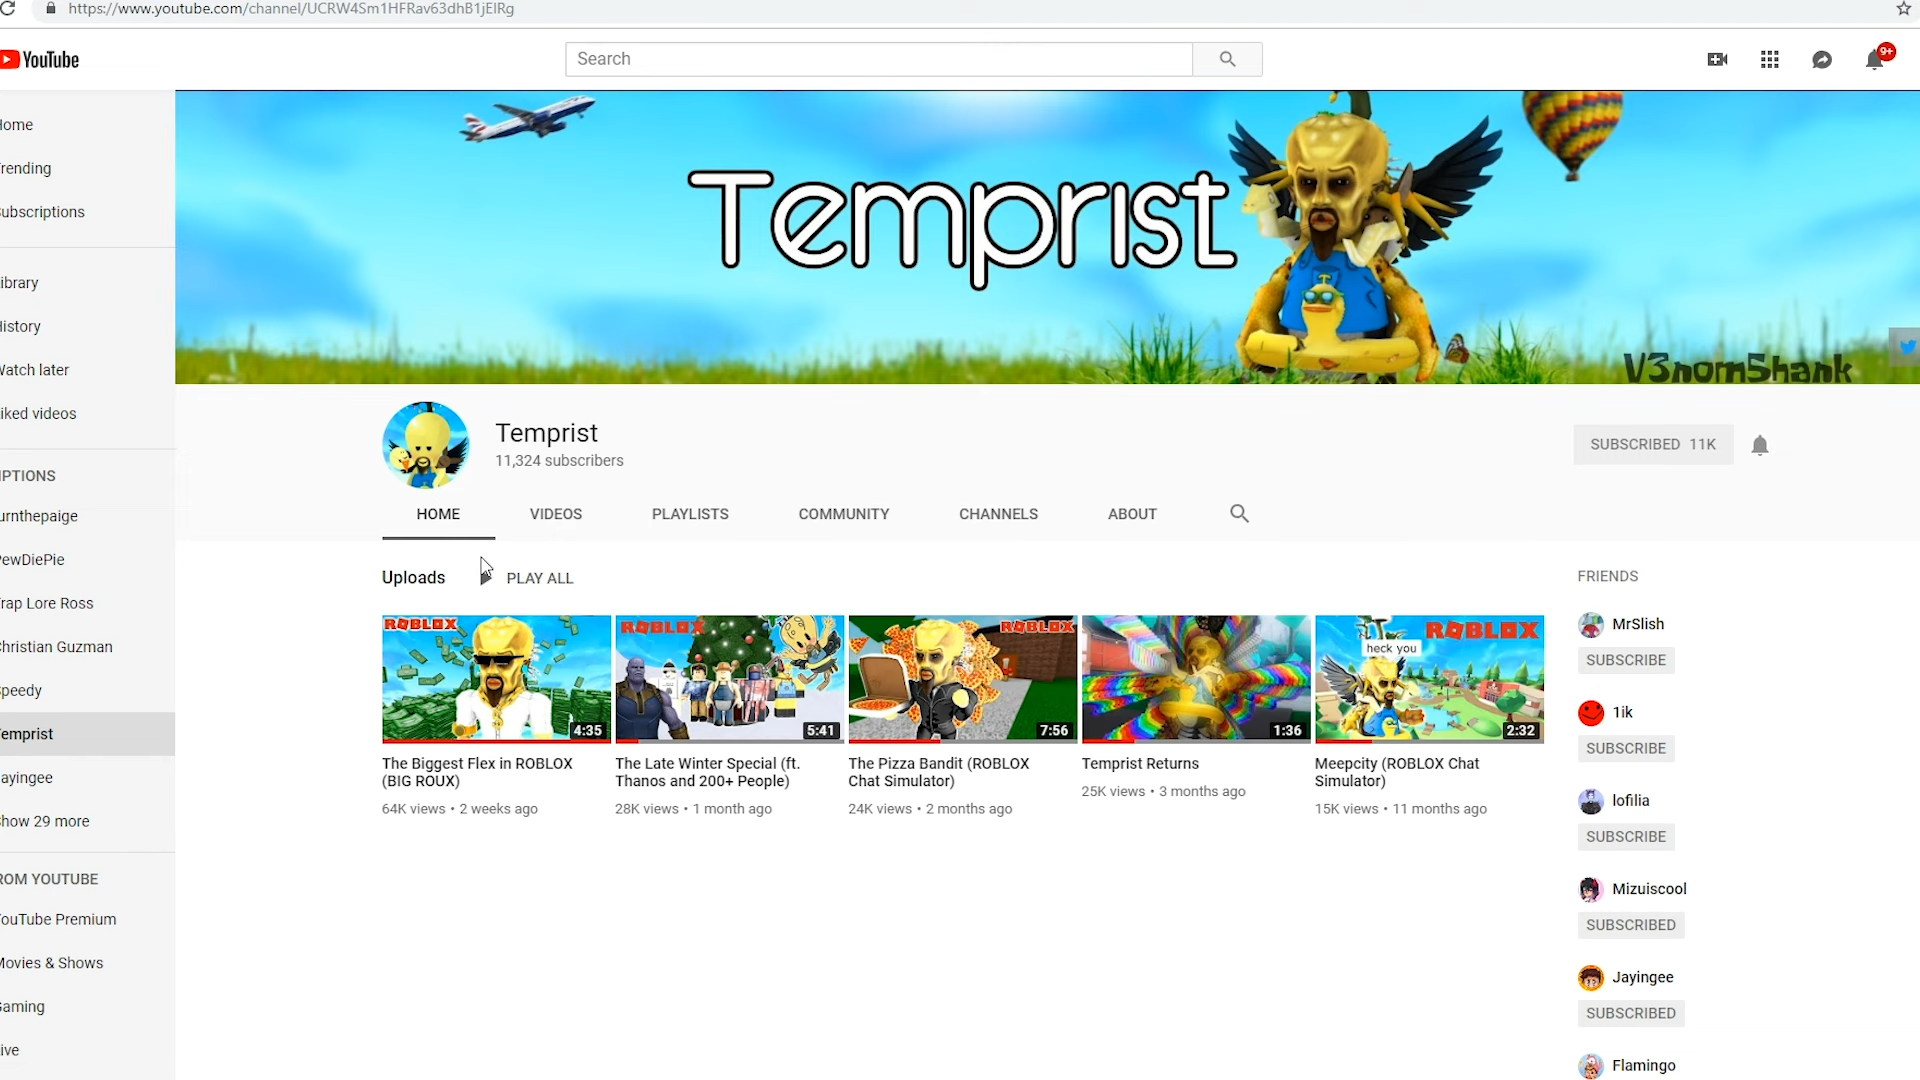 https://www.youtube.com/channel/UCRW4Sm1HFRav63dhB1jElRg
YouTube
Search
9+
ome
rending
ubscriptions
ibrary
istory
atch later
iked videos
PTIONS
urnthepaige
ewDiePie
rap Lore Ross
hristian Guzman
peedy
emprist
ayingee
how 29 more
ROM YOUTUBE
ouTube Premium
ovies & Shows
aming
ive
Temprist
V3nom5hank
Temprist
11,324 subscribers
SUBSCRIBED 11K
HOME
VIDEOS
PLAYLISTS
COMMUNITY
CHANNELS
ABOUT
Uploads
PLAY ALL
ROBLOX
4:35
The Biggest Flex in ROBLOX
(BIG ROUX)
64K views • 2 weeks ago
ROBLOX
5:41
The Late Winter Special (ft.
Thanos and 200+ People)
28K views • 1 month ago
ROBLOX
7:56
The Pizza Bandit (ROBLOX
Chat Simulator)
24K views • 2 months ago
1:36
Temprist Returns
25K views • 3 months ago
heck you
ROBLOX
2:32
Meepcity (ROBLOX Chat
Simulator)
15K views • 11 months ago
FRIENDS
MrSlish
SUBSCRIBE
1ik
SUBSCRIBE
lofilia
SUBSCRIBE
Mizuiscool
SUBSCRIBED
Jayingee
SUBSCRIBED
Flamingo